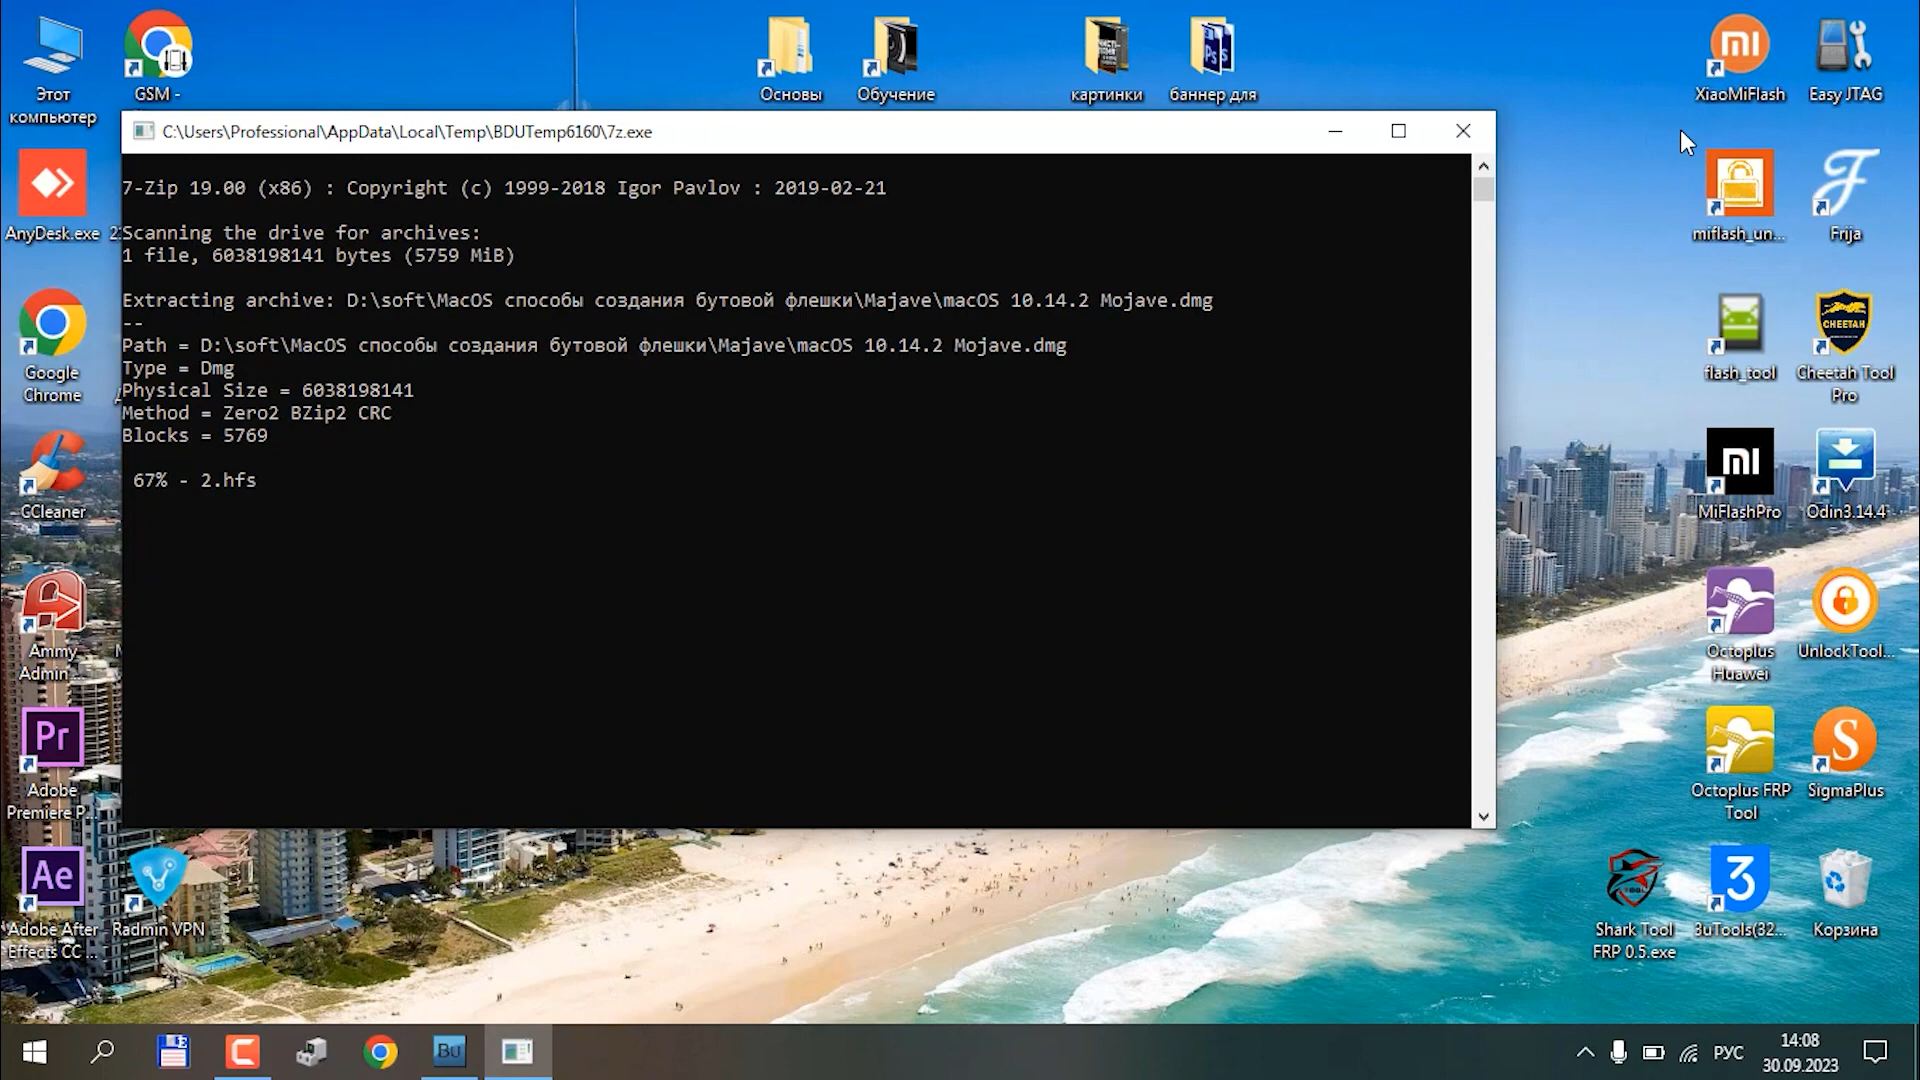 Этот
компьютер
GSM -
Основы
Обучение
картинки
баннер для
XiaoMiFlash
Easy JTAG
C:\Users\Professional\AppData\Local\Temp\BDUTemp6160\7z.exe
7-Zip 19.00 (x86) : Copyright (c) 1999-2018 Igor Pavlov : 2019-02-21
Scanning the drive for archives:
1 file, 6038198141 bytes (5759 MiB)
Extracting archive: D:\soft\MacOS способы создания бутовой флешки\Majave\macOS 10.14.2 Mojave.dmg
--
Path = D:\soft\MacOS способы создания бутовой флешки\Majave\macOS 10.14.2 Mojave.dmg
Type = Dmg
Physical Size = 6038198141
Method = Zero2 BZip2 CRC
Blocks = 5769
67% - 2.hfs
AnyDesk.exe
Google
Chrome
CCleaner
Ammy
Admin...
Pr
Adobe
Premiere P...
Ae
Adobe After
Effects CC ...
Radmin VPN
miflash_un...
Frija
flash_tool
CHEETAH
Cheetah Tool
Pro
MiFlashPro
Odin3.14.4
Octoplus
Huawei
UnlockTool...
Octoplus FRP
Tool
S
SigmaPlus
Shark Tool
FRP 0.5.exe
3
3uTools(32...
Корзина
BU
РУС
14:08
30.09.2023